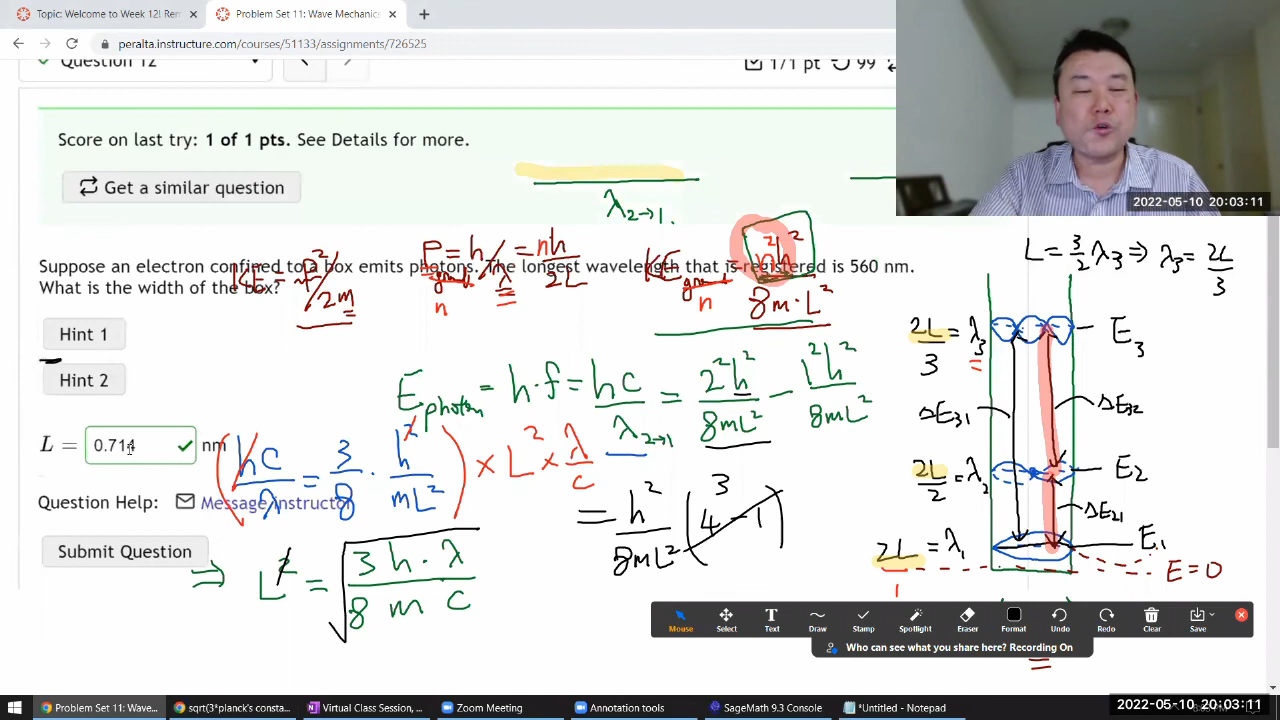 Topic: Welcome to Week 12! Rem
Problem Set 11: Wave Mechanic
peralta.instructure.com/courses/51133/assignments/726525
Question 12
1/1 pt
99
Score on last try: 1 of 1 pts. See Details for more.
Get a similar question
λ2→1.
Suppose an electron confined to a box emits photons. The longest wavelength that is registered is 560 nm.
What is the width of the box?
KE = p²/2m
P = h/λ = nh/2L
n
KE n
n²h²/8m·L²
L = 3/2 λ3 ⇒ λ3 = 2L/3
Hint 1
Hint 2
2L/3 = λ3
E3
E photon = h·f = hc/λ2→1 = 2²h²/8mL² - 1²h²/8mL²
ΔE31
ΔE32
L = 0.714 nm
(hc/λ = 3/8 · h²/mL²) × L² × λ/c
2L/2 = λ2
E2
Question Help: Message instructor
= h²/8mL² (4 - 1)
3
ΔE21
Submit Question
⇒ L² = √3h·λ/8mc
2L/1 = λ1
E1
E=0
Mouse
Select
Text
Draw
Stamp
Spotlight
Eraser
Format
Undo
Redo
Clear
Save
Who can see what you share here? Recording On
Problem Set 11: Wave...
sqrt(3*planck's consta...
Virtual Class Session, ...
Zoom Meeting
Annotation tools
SageMath 9.3 Console
*Untitled - Notepad
2022-05-10 20:03:11
2022-05-10 20:03:11